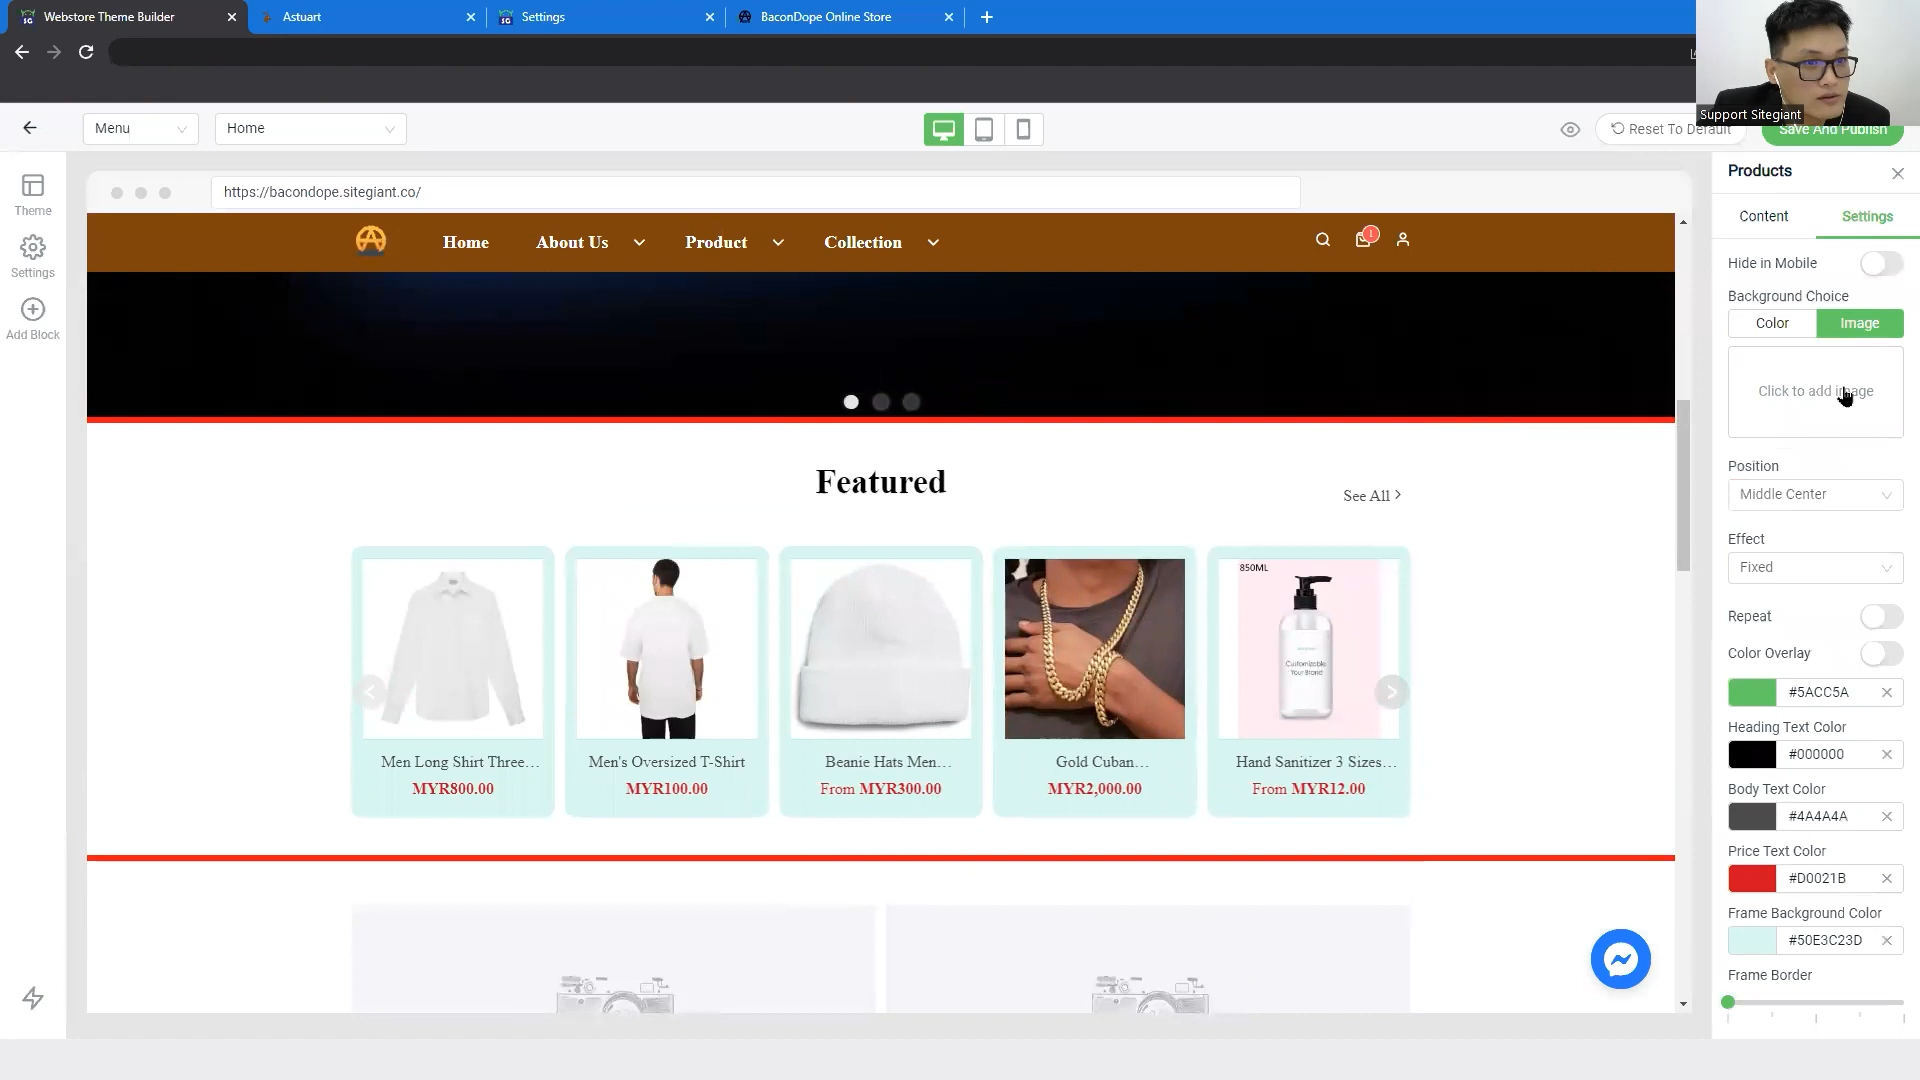 Webstore Theme Builder
Astuart
Settings
BaconDope Online Store
Support Sitegiant
Menu
Home
Reset To Default
Save And Publish
Theme
Settings
Add Block
https://bacondope.sitegiant.co/
Home
About Us
Product
Collection
1
Featured
See All
850ML
Customizable
Your Brand
Men Long Shirt Three...
MYR800.00
Men's Oversized T-Shirt
MYR100.00
Beanie Hats Men...
From MYR300.00
Gold Cuban...
MYR2,000.00
Hand Sanitizer 3 Sizes...
From MYR12.00
Products
Content
Settings
Hide in Mobile
Background Choice
Color
Image
Click to add image
Position
Middle Center
Effect
Fixed
Repeat
Color Overlay
#5ACC5A
Heading Text Color
#000000
Body Text Color
#4A4A4A
Price Text Color
#D0021B
Frame Background Color
#50E3C23D
Frame Border